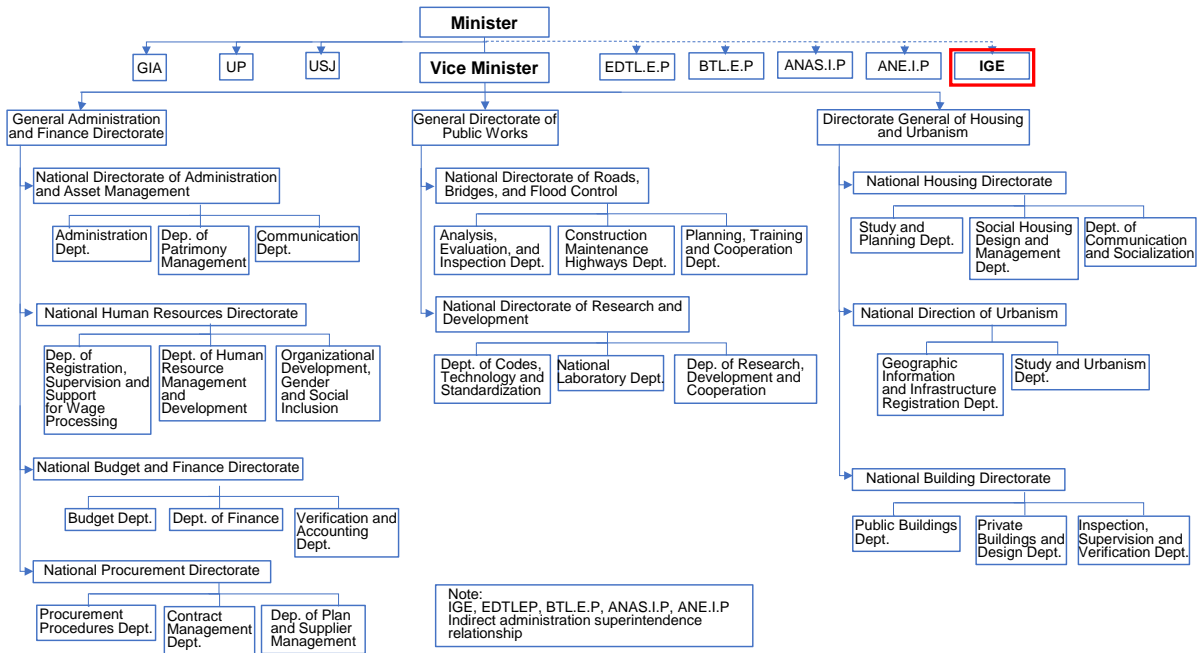 Minister
GIA
UP
USJ
Vice Minister
EDTL.E.P
BTL.E.P
ANAS.I.P
ANE.I.P
IGE
General Administration
and Finance Directorate
General Directorate of
Public Works
Directorate General of Housing
and Urbanism
National Directorate of Administration
and Asset Management
Administration
Dept.
Dep. of
Patrimony
Management
Communication
Dept.
National Human Resources Directorate
Dep. of
Registration,
Supervision and
Support
for Wage
Processing
Dept. of Human
Resource
Management
and
Development
Organizational
Development,
Gender
and Social
Inclusion
National Budget and Finance Directorate
Budget Dept.
Dept. of Finance
Verification and
Accounting
Dept.
National Procurement Directorate
Procurement
Procedures Dept.
Contract
Management
Dept.
Dep. of Plan
and Supplier
Management
National Directorate of Roads,
Bridges, and Flood Control
Analysis,
Evaluation, and
Inspection Dept.
Construction
Maintenance
Highways Dept.
Planning, Training
and Cooperation
Dept.
National Directorate of Research and
Development
Dept. of Codes,
Technology and
Standardization
National
Laboratory Dept.
Dep. of Research,
Development and
Cooperation
National Housing Directorate
Study and
Planning Dept.
Social Housing
Design and
Management
Dept.
Dept. of
Communication
and Socialization
National Direction of Urbanism
Geographic
Information
and Infrastructure
Registration Dept.
Study and Urbanism
Dept.
National Building Directorate
Public Buildings
Dept.
Private
Buildings and
Design Dept.
Inspection,
Supervision and
Verification Dept.
Note:
IGE, EDTLEP, BTL.E.P, ANAS.I.P, ANE.I.P
Indirect administration superintendence
relationship